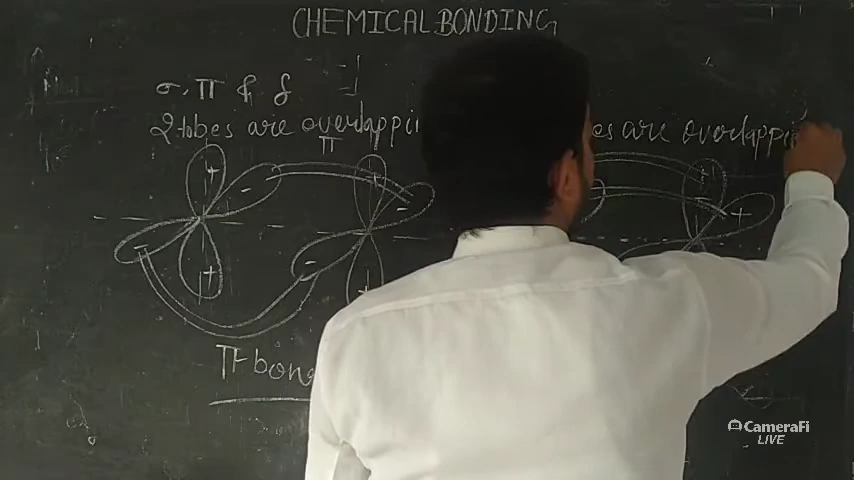 CHEMICAL BONDING
σ, π & δ
2 lobes are overlappi
es are overlappi
π
+ - + -
+
- +
- -
+ +
π bon
CameraFi
LIVE